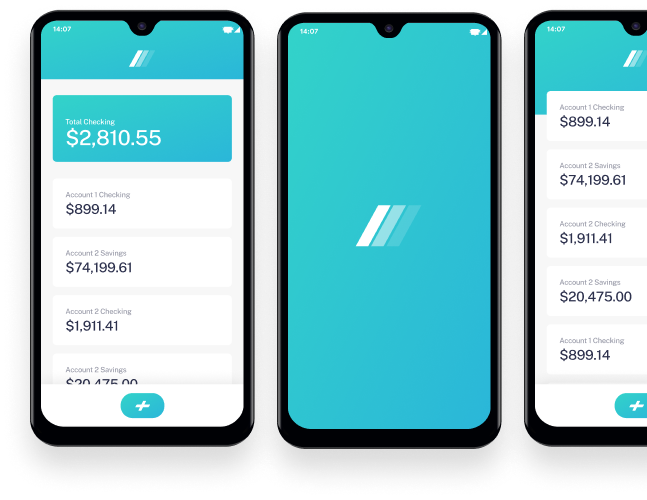 14:07
Total Checking
$2,810.55
Account 1 Checking
$899.14
Account 2 Savings
$74,199.61
Account 2 Checking
$1,911.41
Account 2 Savings
$20,475.00
14:07
14:07
Account 1 Checking
$899.14
Account 2 Savings
$74,199.61
Account 2 Checking
$1,911.41
Account 2 Savings
$20,475.00
Account 1 Checking
$899.14